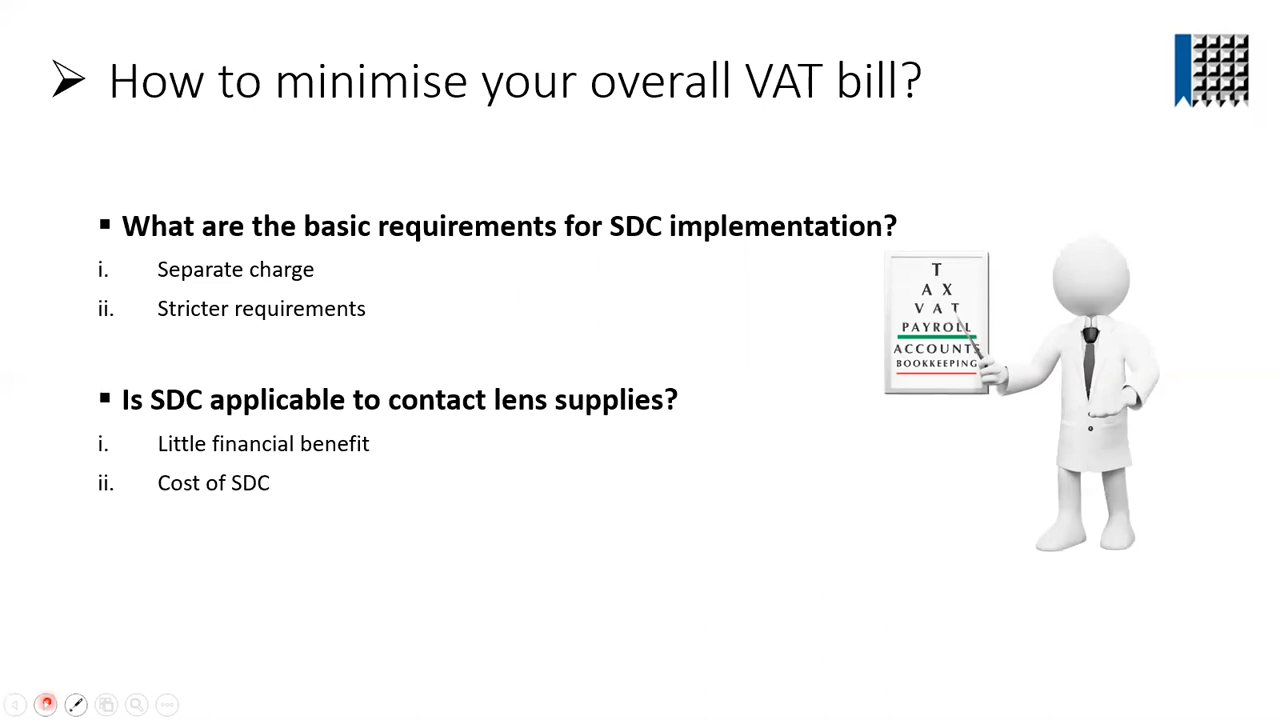 How to minimise your overall VAT bill?
What are the basic requirements for SDC implementation?
i. Separate charge
ii. Stricter requirements
Is SDC applicable to contact lens supplies?
i. Little financial benefit
ii. Cost of SDC
T
A X
V A T
PAYROLL
ACCOUNTS
BOOKKEEPING